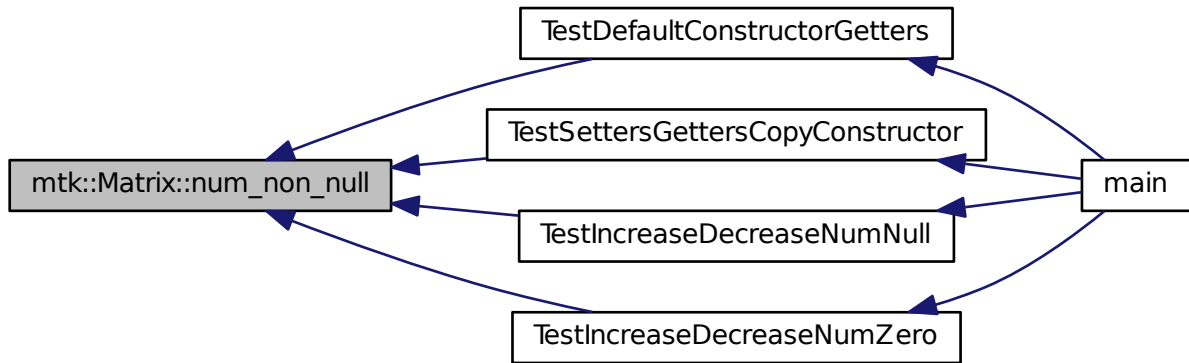 TestDefaultConstructorGetters
TestSettersGettersCopyConstructor
mtk::Matrix::num_non_null
main
TestIncreaseDecreaseNumNull
TestIncreaseDecreaseNumZero